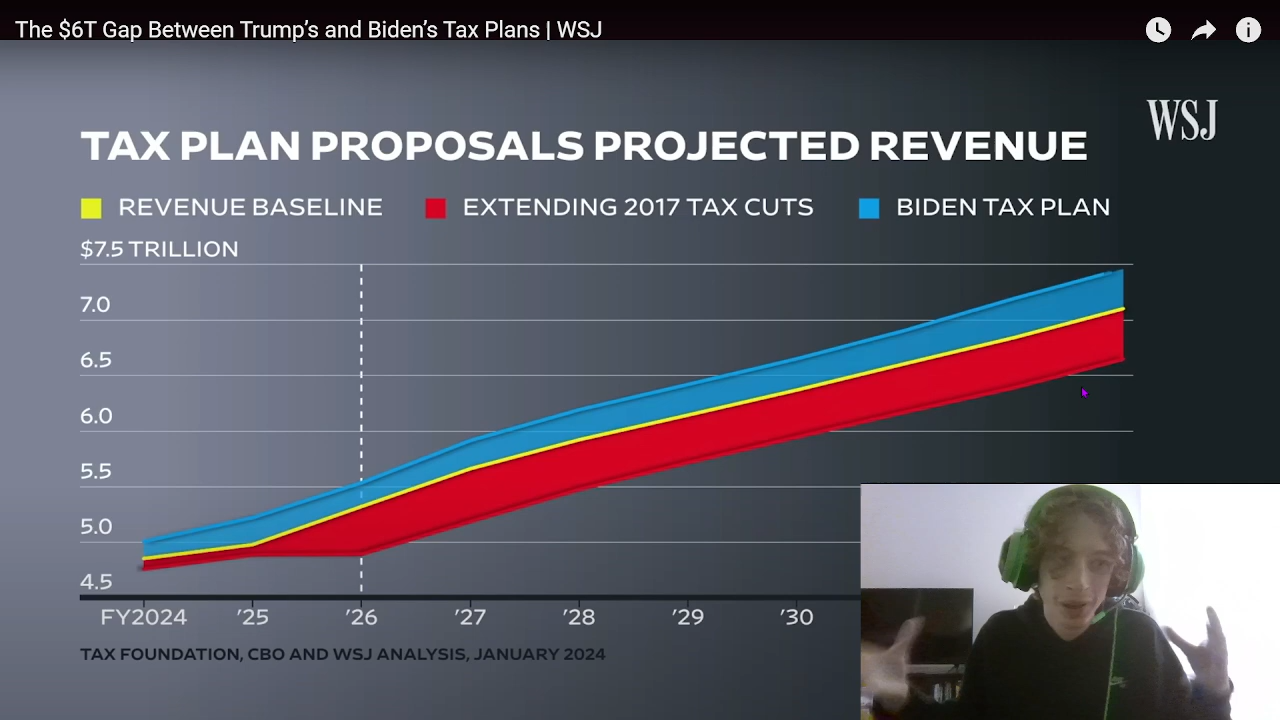 The $6T Gap Between Trump’s and Biden’s Tax Plans | WSJ
WSJ
TAX PLAN PROPOSALS PROJECTED REVENUE
REVENUE BASELINE EXTENDING 2017 TAX CUTS BIDEN TAX PLAN
$7.5 TRILLION
7.0
6.5
6.0
5.5
5.0
4.5
FY2024 ’25 ’26 ’27 ’28 ’29 ’30
TAX FOUNDATION, CBO AND WSJ ANALYSIS, JANUARY 2024